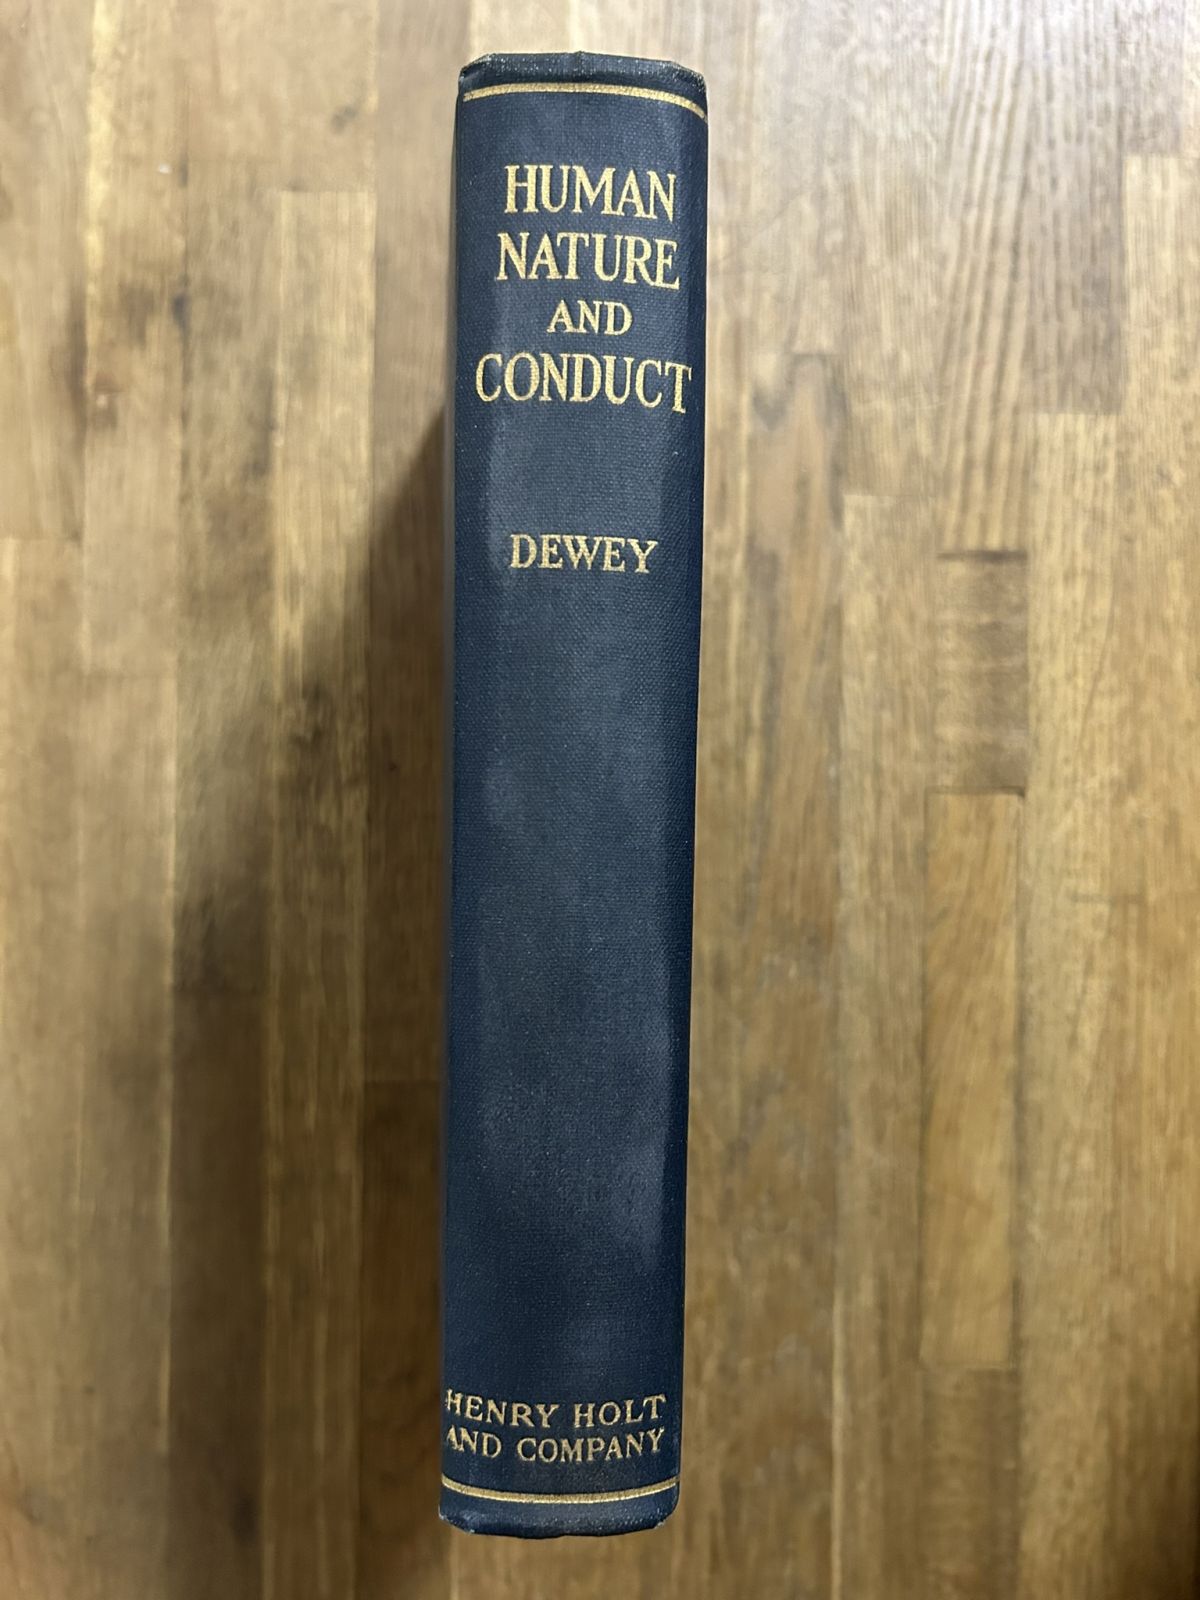 HUMAN
NATURE
AND
CONDUCT
DEWEY
HENRY HOLT
AND COMPANY